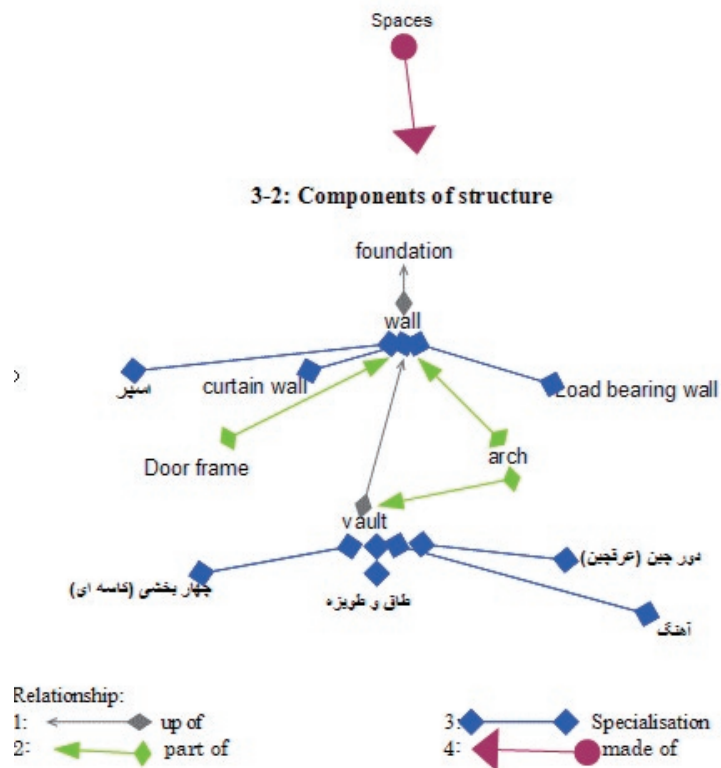 Spaces
3-2: Components of structure
foundation
wall
اسپر
curtain wall
Load bearing wall
Door frame
arch
vault
چهار بخشی (کاسه ای)
طاق و طویزه
دور چین (عرقچین)
آهنگ
Relationship:
1: up of
2: part of
3: Specialisation
4: made of